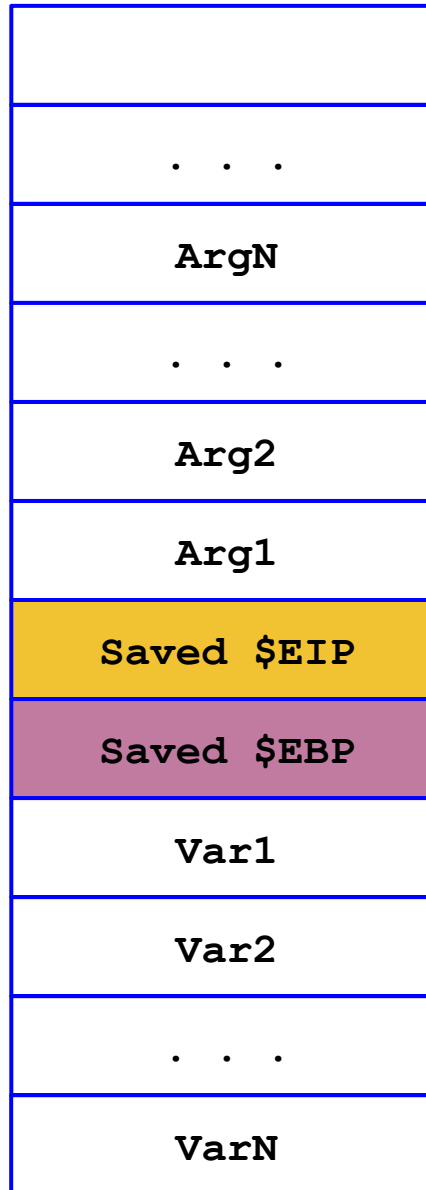 . . .
ArgN
. . .
Arg2
Arg1
Saved $EIP
Saved $EBP
Var1
Var2
. . .
VarN